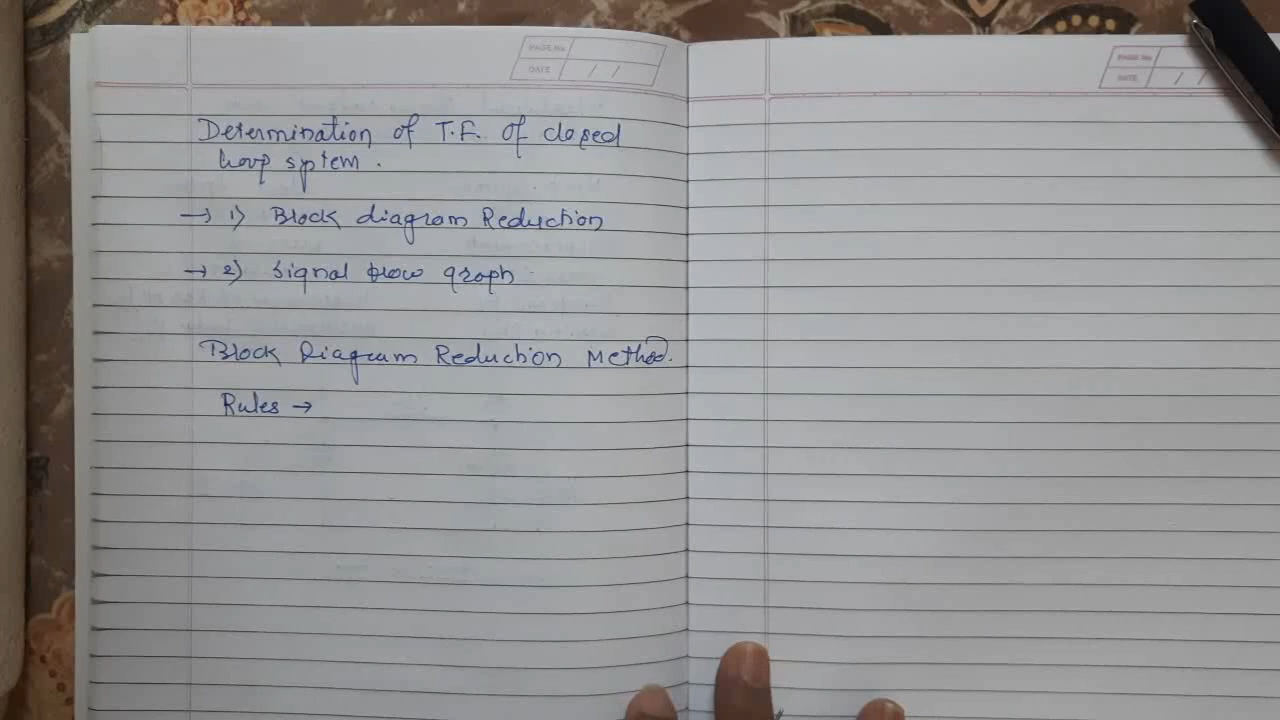 PAGE No.
DATE / /
Determination of T.F. of closed
loop system.
→ 1) Block diagram Reduction
→ 2) Signal flow graph
Block Diagram Reduction Method.
Rules →
PAGE No.
DATE / /